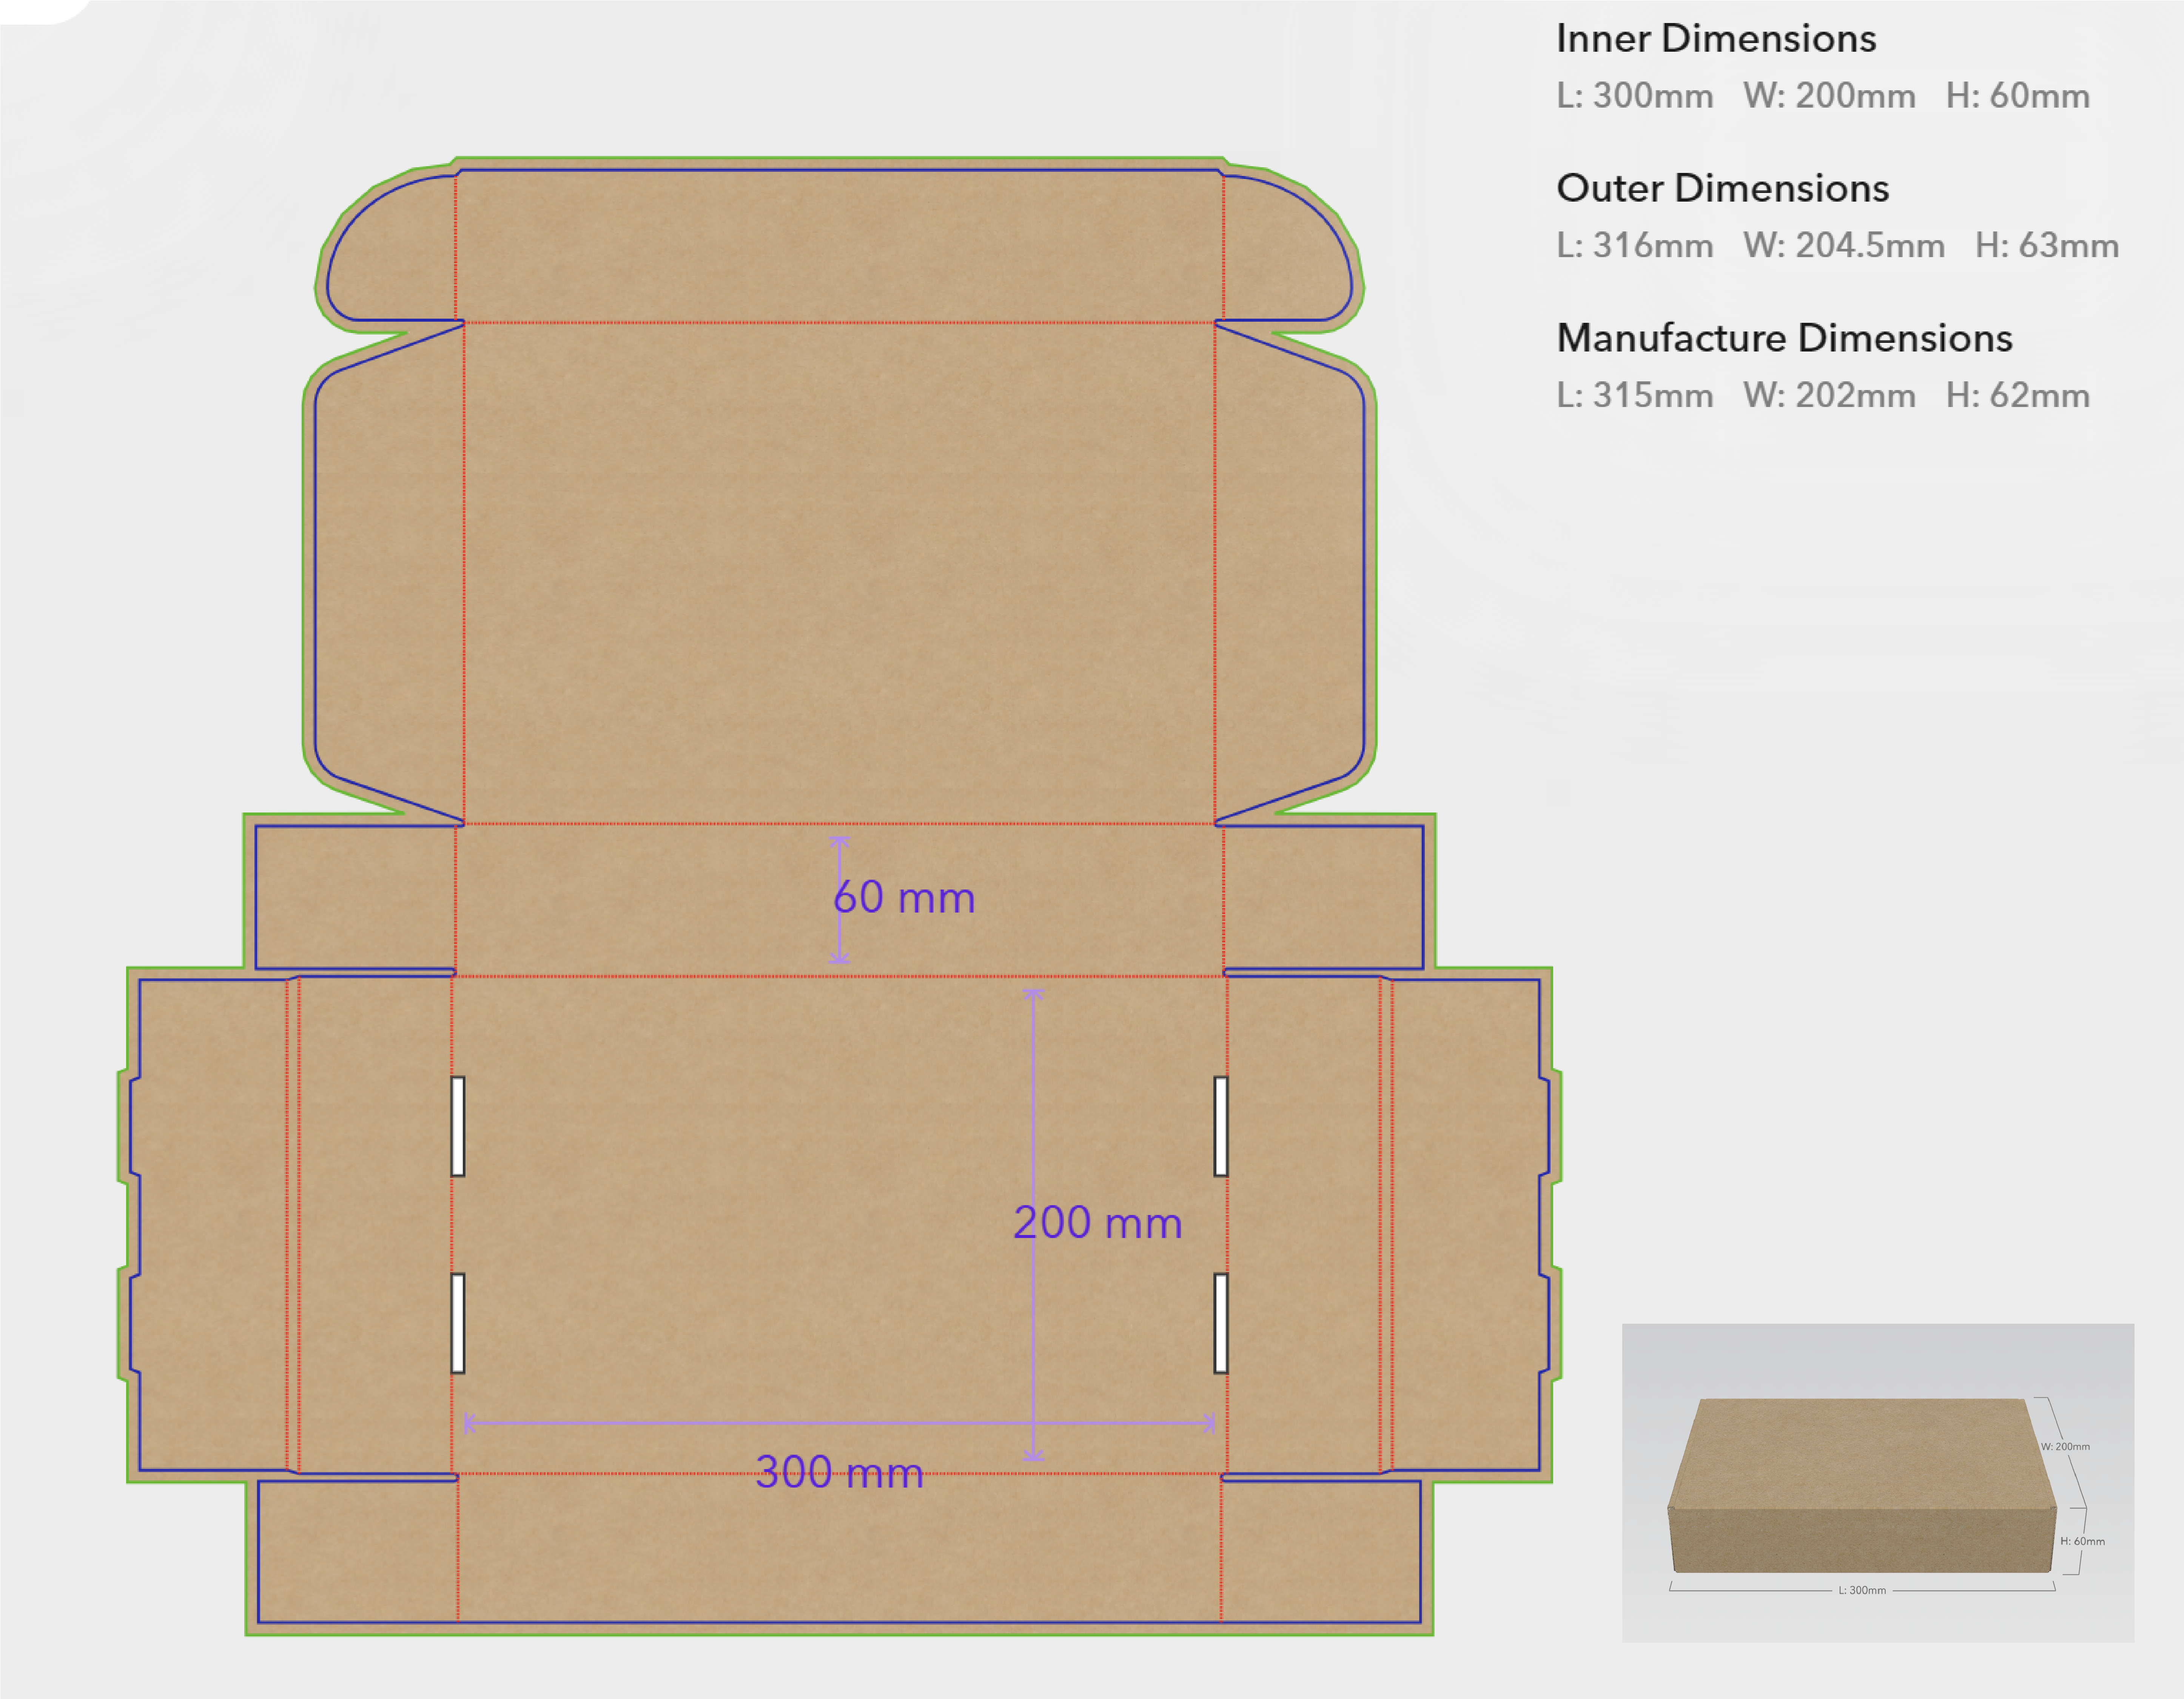 Inner Dimensions
L: 300mm W: 200mm H: 60mm
Outer Dimensions
L: 316mm W: 204.5mm H: 63mm
Manufacture Dimensions
L: 315mm W: 202mm H: 62mm
60 mm
200 mm
300 mm
W: 200mm
H: 60mm
L: 300mm